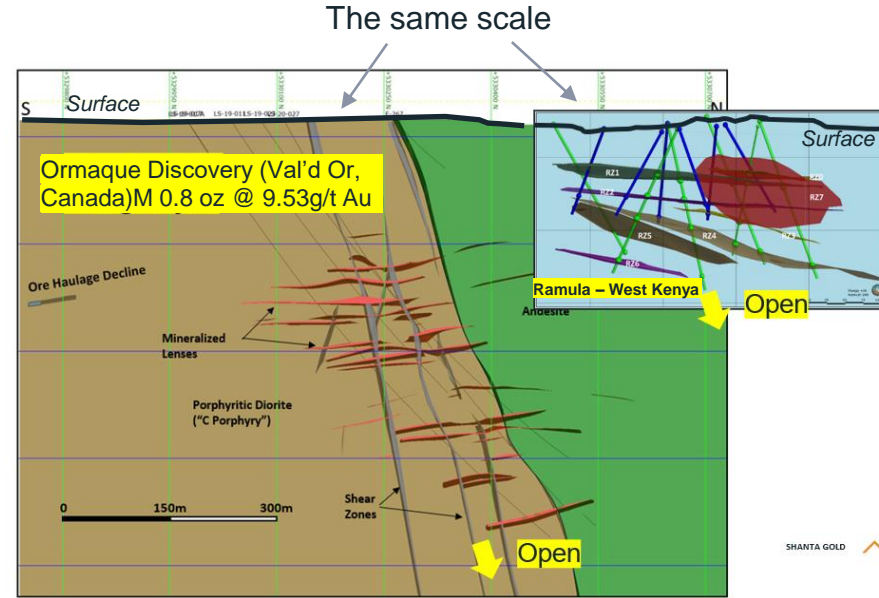 The same scale
S
Surface
N
Surface
Ormaque Discovery (Val'd Or,
Canada)M 0.8 oz @ 9.53g/t Au
RZ1
RZ2
RZ7
RZ5
RZ4
RZ6
Ramula – West Kenya
Open
Andesite
Ore Haulage Decline
Mineralized
Lenses
Porphyritic Diorite
("C Porphyry")
0 150m 300m
Shear
Zones
Open
SHANTA GOLD